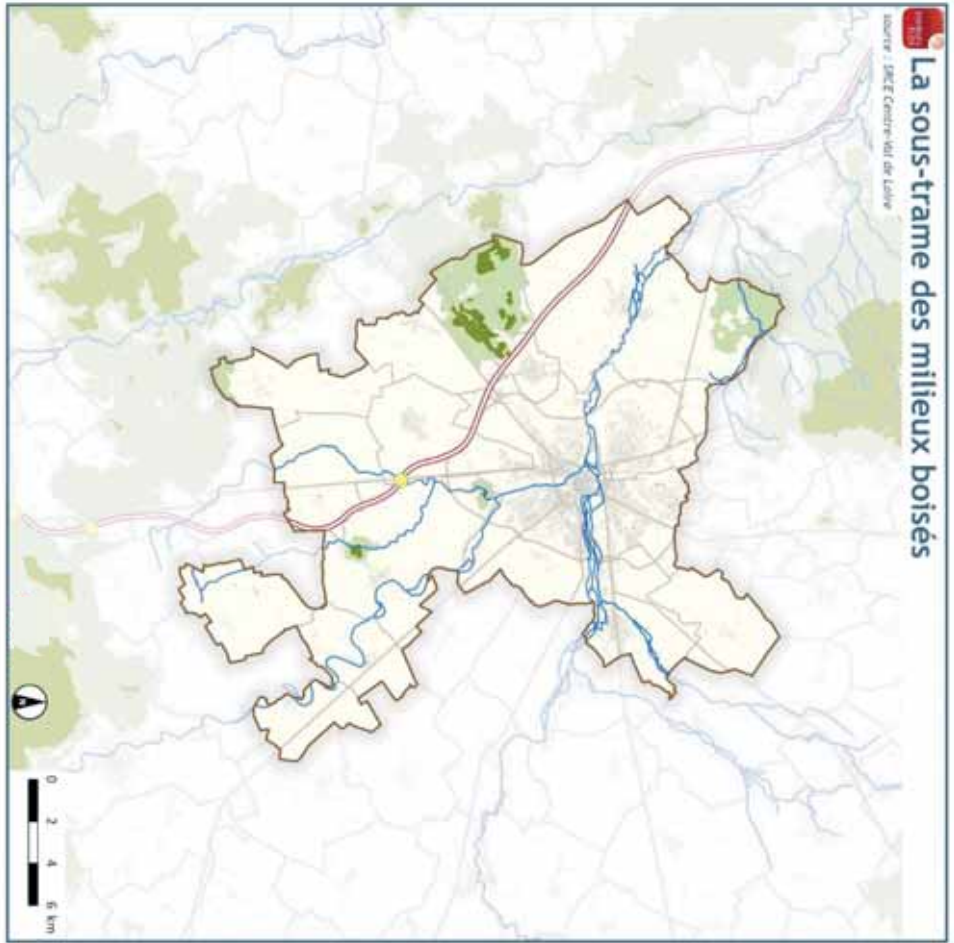 La sous-trame des milieux boisés
source : SRCE Centre-Val de Loire
0 2 4 6 km